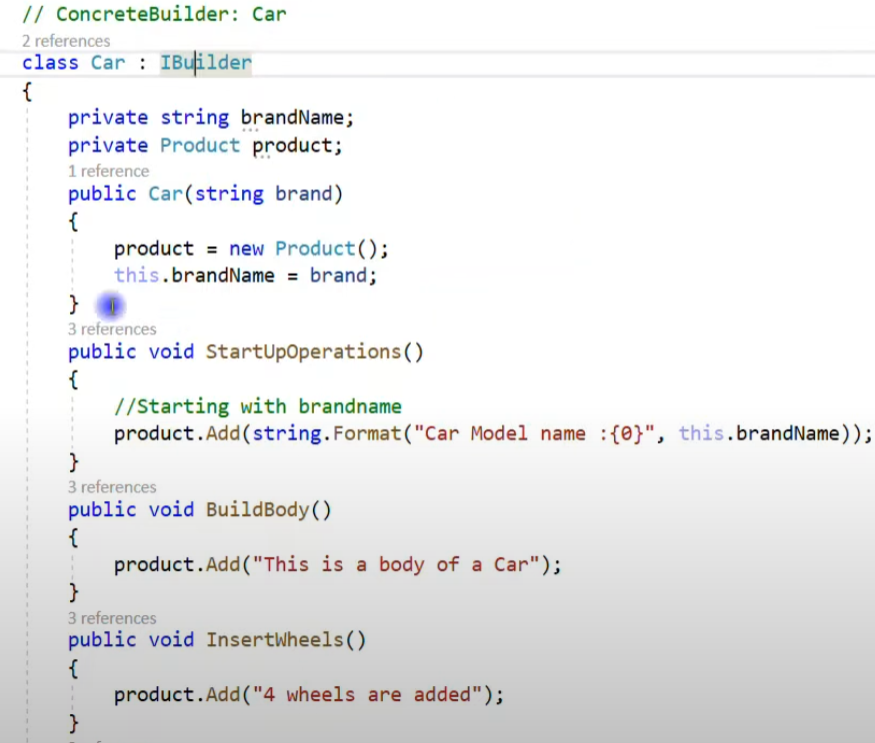 // ConcreteBuilder: Car
2 references
class Car : IBuilder
{
private string brandName;
private Product product;
1 reference
public Car(string brand)
{
product = new Product();
this.brandName = brand;
}
3 references
public void StartUpOperations()
{
//Starting with brandname
product.Add(string.Format("Car Model name :{0}", this.brandName));
}
3 references
public void BuildBody()
{
product.Add("This is a body of a Car");
}
3 references
public void InsertWheels()
{
product.Add("4 wheels are added");
}